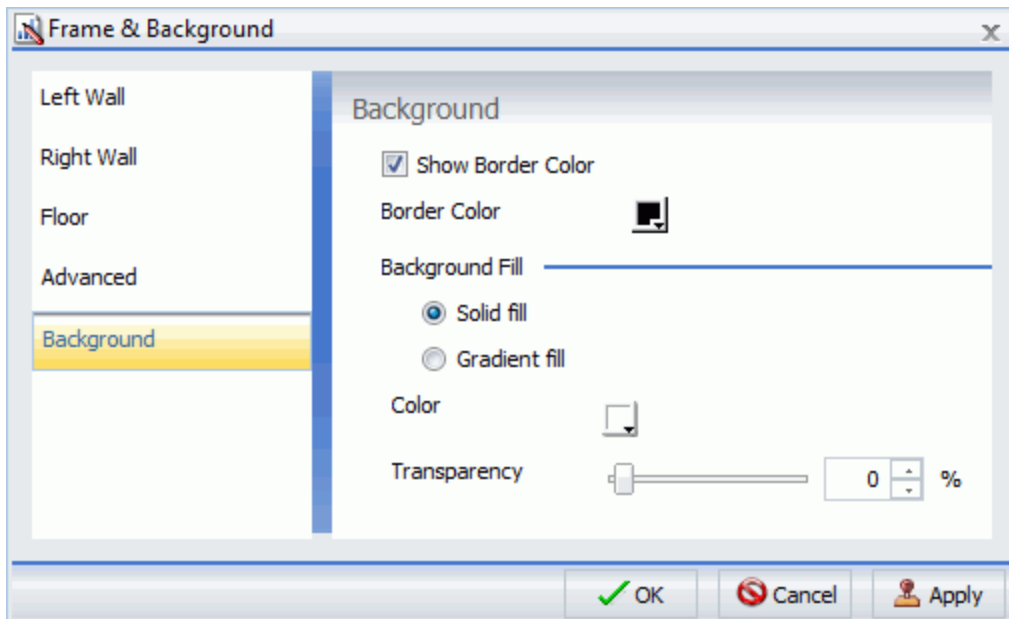 Frame & Background
Left Wall
Right Wall
Floor
Advanced
Background
Background
Show Border Color
Border Color
Background Fill
Solid fill
Gradient fill
Color
Transparency 0 %
OK Cancel Apply